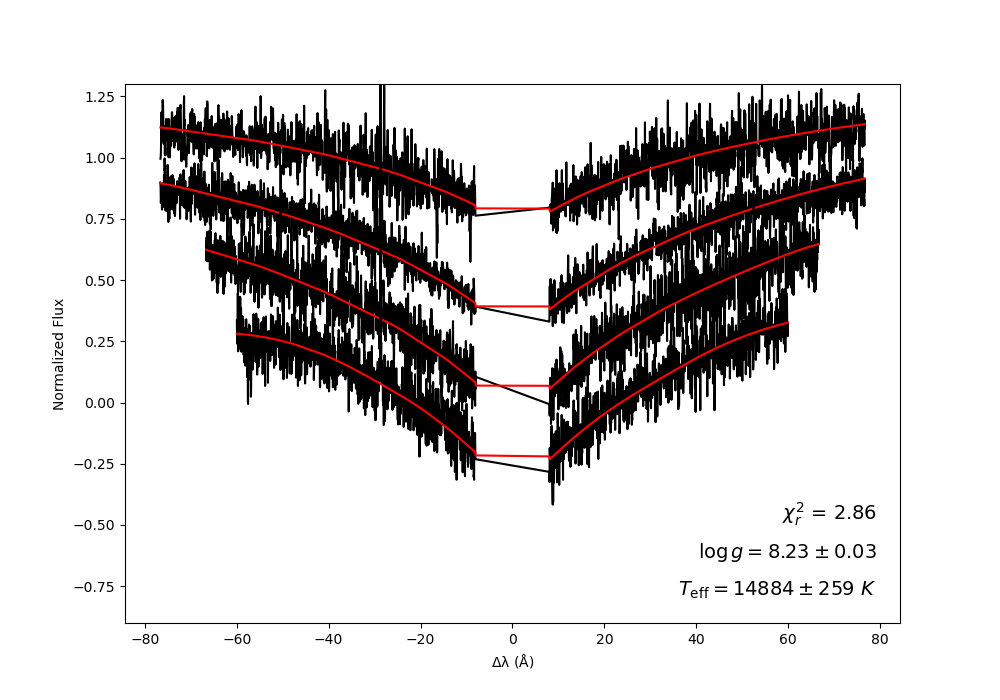 1.25
1.00
0.75
0.50
0.25
0.00
−0.25
−0.50
−0.75
Normalized Flux
χ²ᵣ = 2.86
log g = 8.23 ± 0.03
T_eff = 14884 ± 259 K
−80 −60 −40 −20 0 20 40 60 80
Δλ (Å)